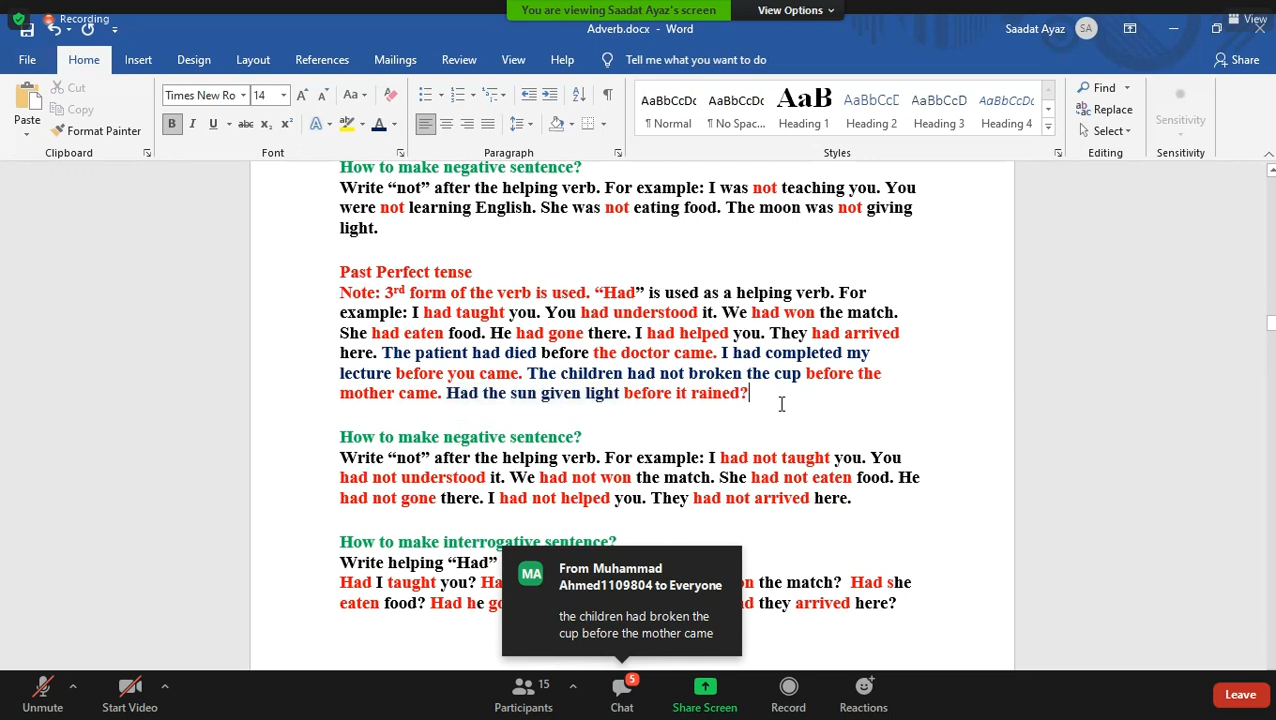 Recording
You are viewing Saadat Ayaz's screen
View Options
View
Adverb.docx - Word
Saadat Ayaz
SA
File Home Insert Design Layout References Mailings Review View Help Tell me what you want to do Share
Paste
Cut
Copy
Format Painter
Times New Ro 14
B I U abc x₂ x²
AaBbCcDc AaBbCcDc AaB AaBbCcDc AaBbCcDc AaBbCcDc
¶ Normal ¶ No Spac... Heading 1 Heading 2 Heading 3 Heading 4
Find
Replace
Select
Sensitivity
Clipboard Font Paragraph Styles Editing Sensitivity
How to make negative sentence?
Write “not” after the helping verb. For example: I was not teaching you. You
were not learning English. She was not eating food. The moon was not giving
light.
Past Perfect tense
Note: 3rd form of the verb is used. “Had” is used as a helping verb. For
example: I had taught you. You had understood it. We had won the match.
She had eaten food. He had gone there. I had helped you. They had arrived
here. The patient had died before the doctor came. I had completed my
lecture before you came. The children had not broken the cup before the
mother came. Had the sun given light before it rained?
How to make negative sentence?
Write “not” after the helping verb. For example: I had not taught you. You
had not understood it. We had not won the match. She had not eaten food. He
had not gone there. I had not helped you. They had not arrived here.
How to make interrogative sentence?
Write helping “Had”
Had I taught you? the match? Had she
eaten food? Had he they arrived here?
MA
From Muhammad
Ahmed1109804 to Everyone
the children had broken the
cup before the mother came
Unmute
Start Video
15
Participants
5
Chat
Share Screen
Record
Reactions
Leave